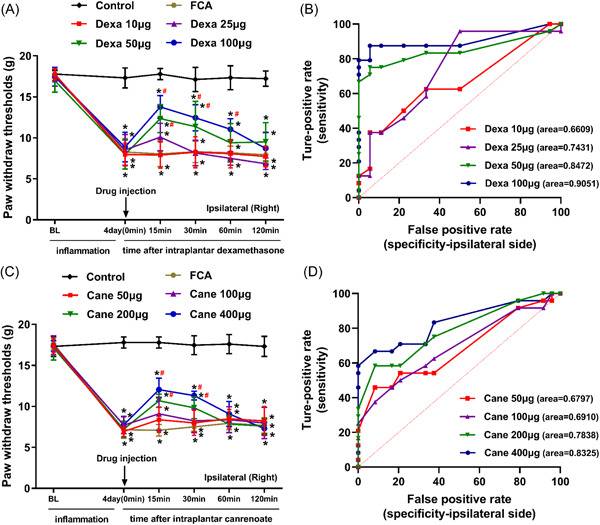 (A)
Control
FCA
Dexa 10μg
Dexa 25μg
Dexa 50μg
Dexa 100μg
Paw withdraw thresholds (g)
20
15
10
5
0
* # * # * #
Drug injection
Ipsilateral (Right)
BL
4day(0min)
15min
30min
60min
120min
inflammation
time after intraplantar dexamethasone
(B)
Ture-positive rate
(sensitivity)
100
80
60
40
20
0
Dexa 10μg (area=0.6609)
Dexa 25μg (area=0.7431)
Dexa 50μg (area=0.8472)
Dexa 100μg (area=0.9051)
0
20
40
60
80
100
False positive rate
(specificity-ipsilateral side)
(C)
Control
FCA
Cane 50μg
Cane 100μg
Cane 200μg
Cane 400μg
Paw withdraw thresholds (g)
20
15
10
5
0
Drug injection
Ipsilateral (Right)
BL
4day(0min)
15min
30min
60min
120min
inflammation
time after intraplantar canrenoate
(D)
Ture-positive rate
(sensitivity)
100
80
60
40
20
0
Cane 50μg (area=0.6797)
Cane 100μg (area=0.6910)
Cane 200μg (area=0.7838)
Cane 400μg (area=0.8325)
0
20
40
60
80
100
False positive rate
(specificity-ipsilateral side)